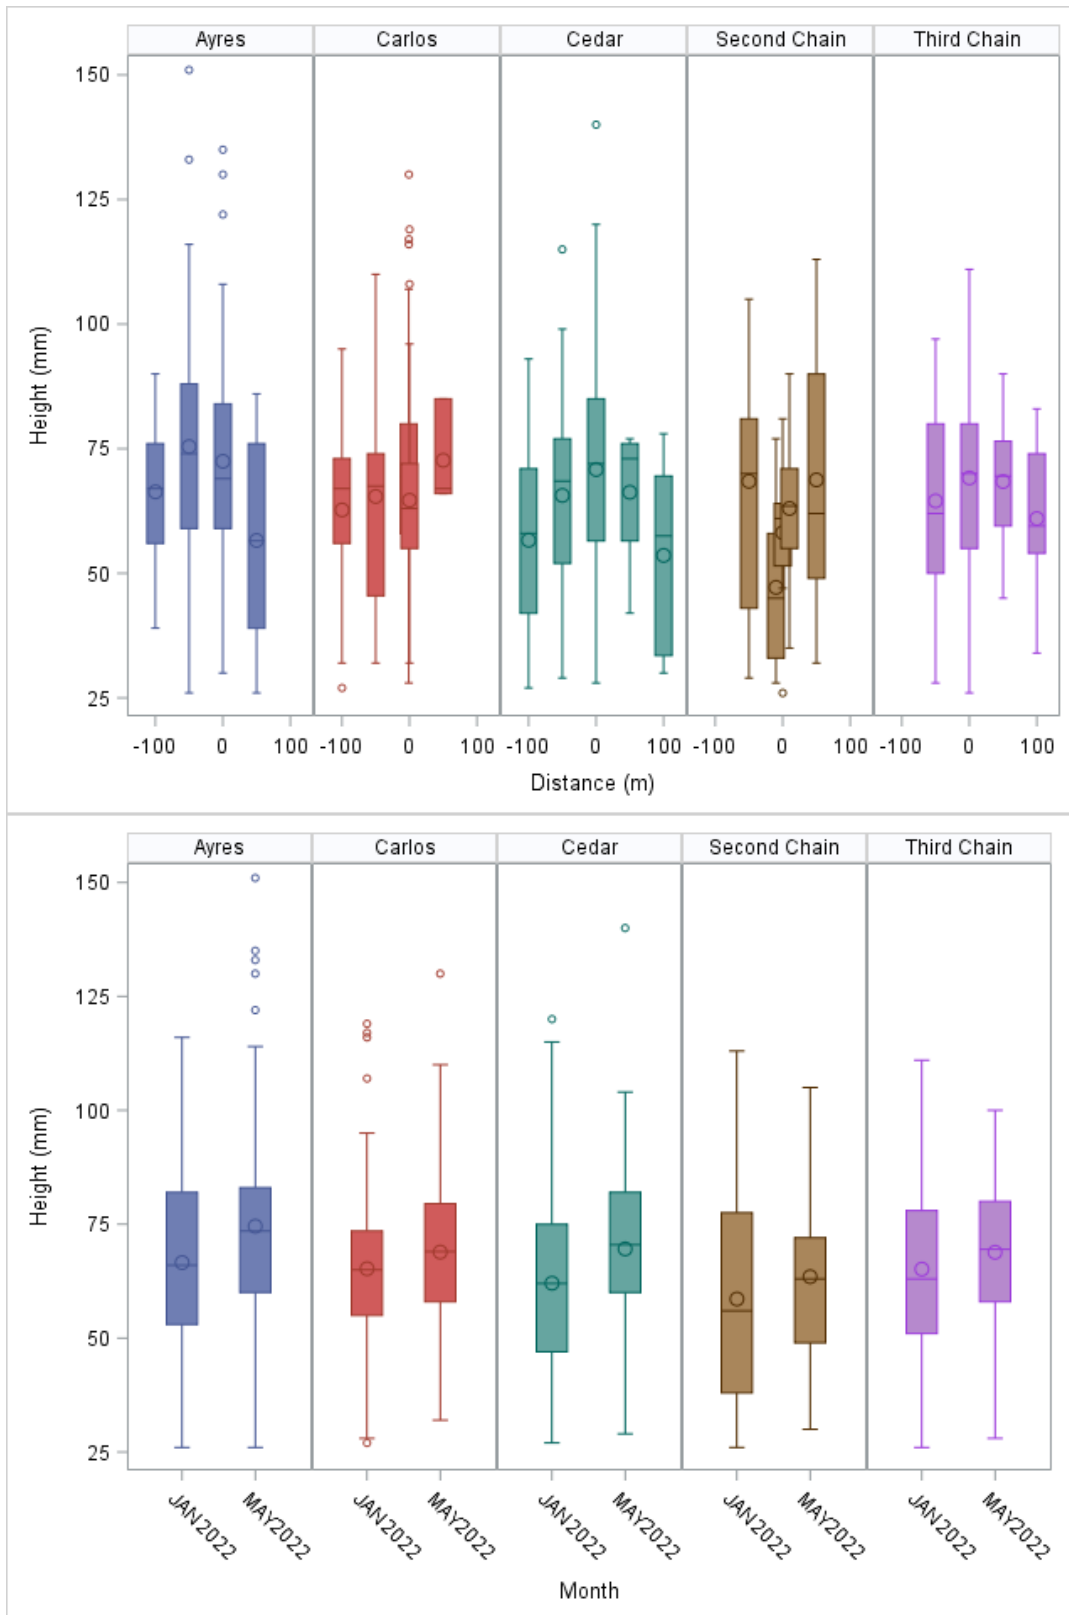 Ayres Carlos Cedar Second Chain Third Chain
150
125
100
75
50
25
Height (mm)
-100 0 100 -100 0 100 -100 0 100 -100 0 100 -100 0 100
Distance (m)
Ayres Carlos Cedar Second Chain Third Chain
150
125
100
75
50
25
Height (mm)
JAN2022 MAY2022 JAN2022 MAY2022 JAN2022 MAY2022 JAN2022 MAY2022 JAN2022 MAY2022
Month